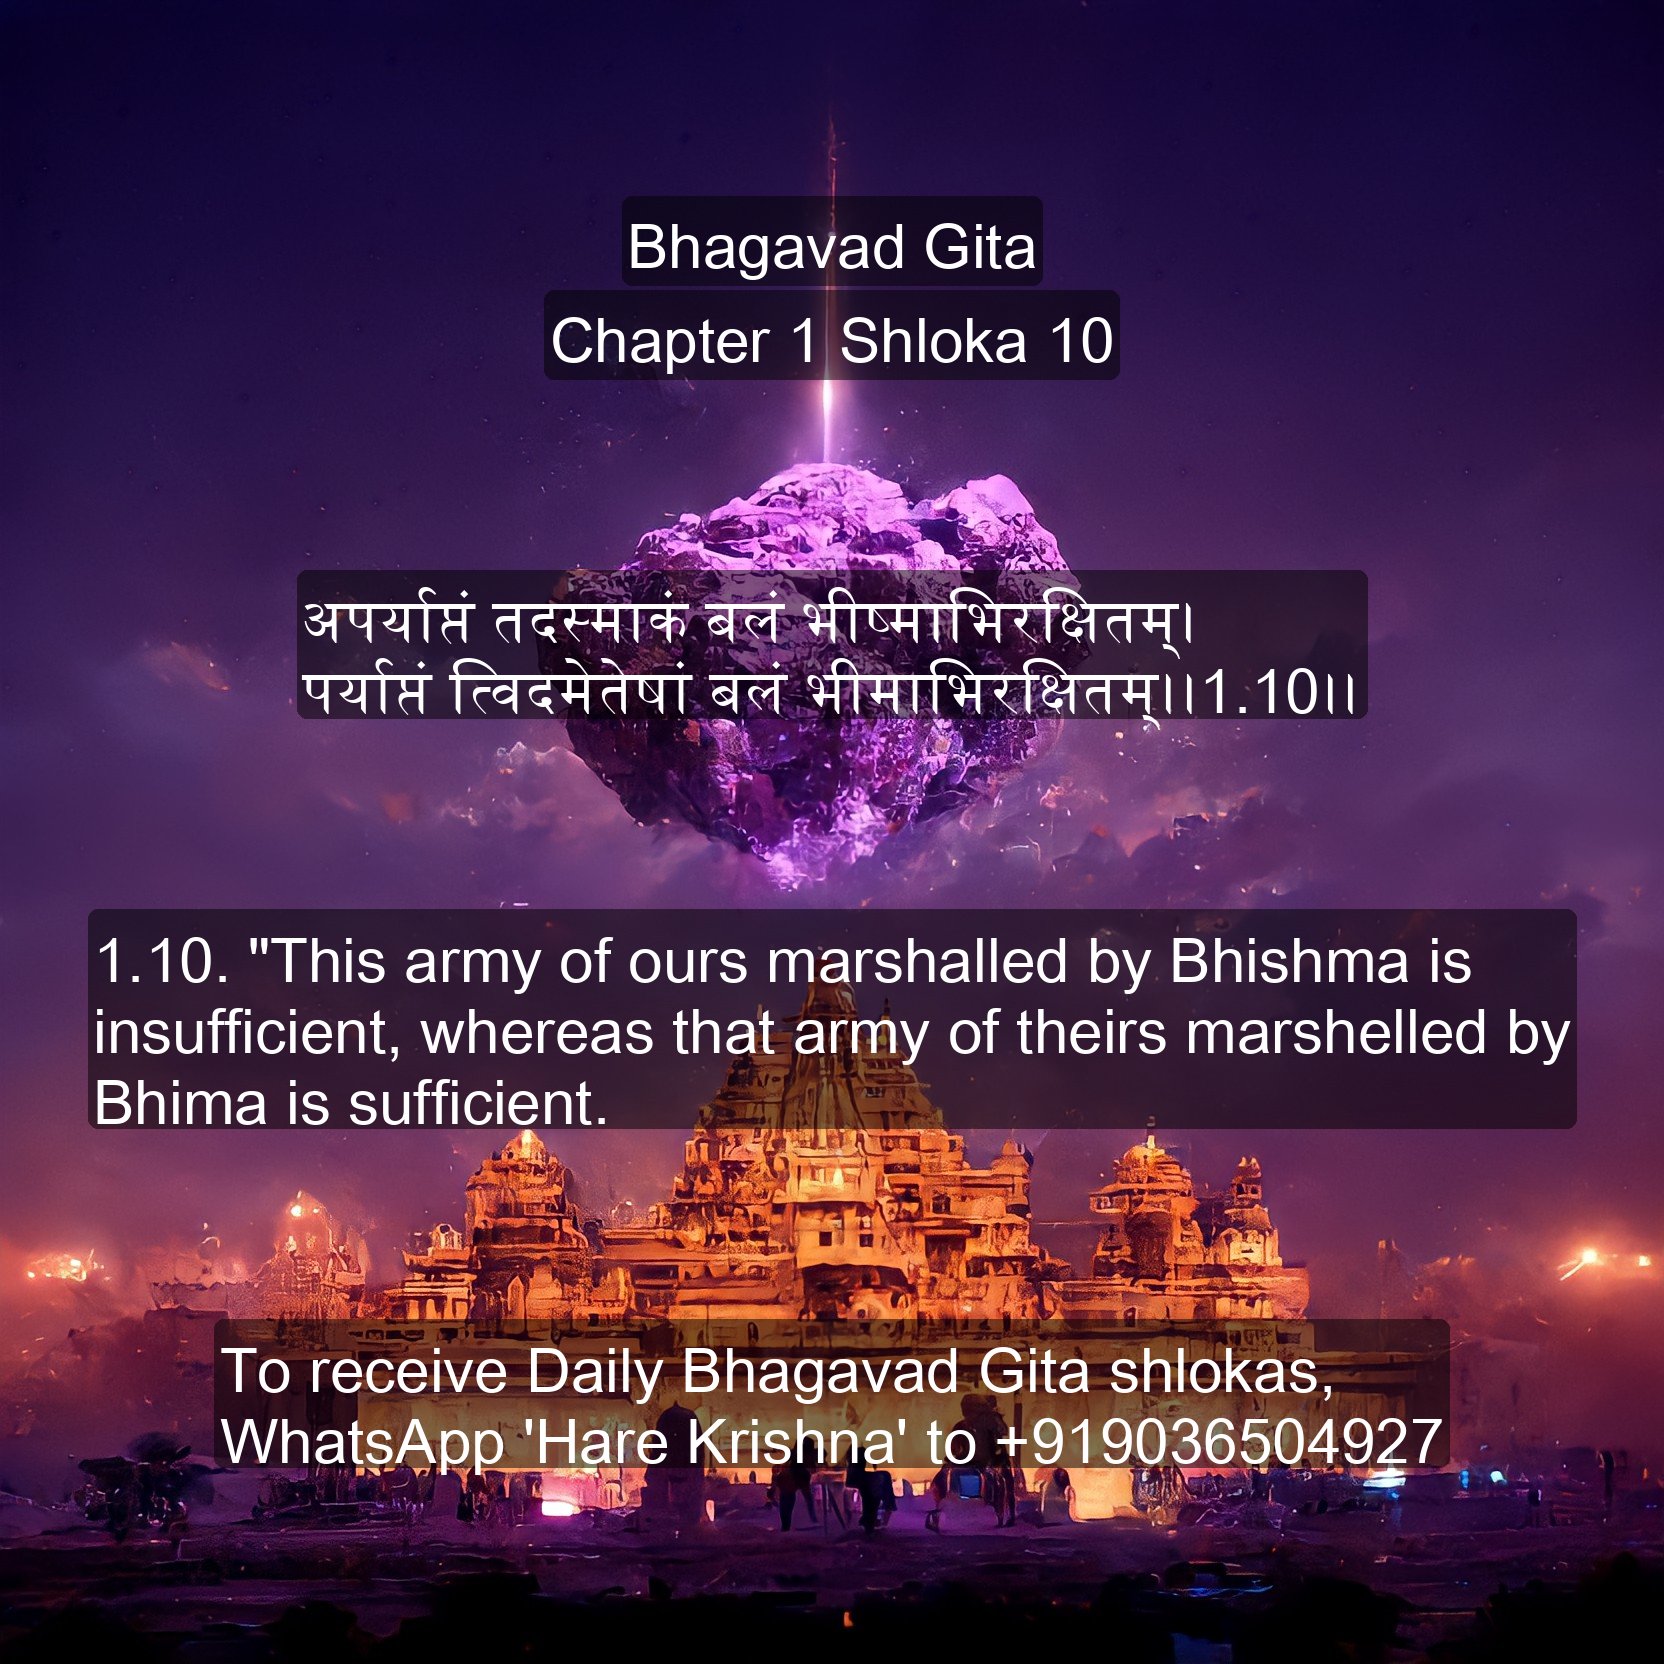 Bhagavad Gita
Chapter 1 Shloka 10
अपर्याप्तं तदस्माकं बलं भीष्माभिरक्षितम्।
पर्याप्तं त्विदमेतेषां बलं भीमाभिरक्षितम्।।1.10।।
1.10. "This army of ours marshalled by Bhishma is
insufficient, whereas that army of theirs marshelled by
Bhima is sufficient.
To receive Daily Bhagavad Gita shlokas,
WhatsApp 'Hare Krishna' to +919036504927